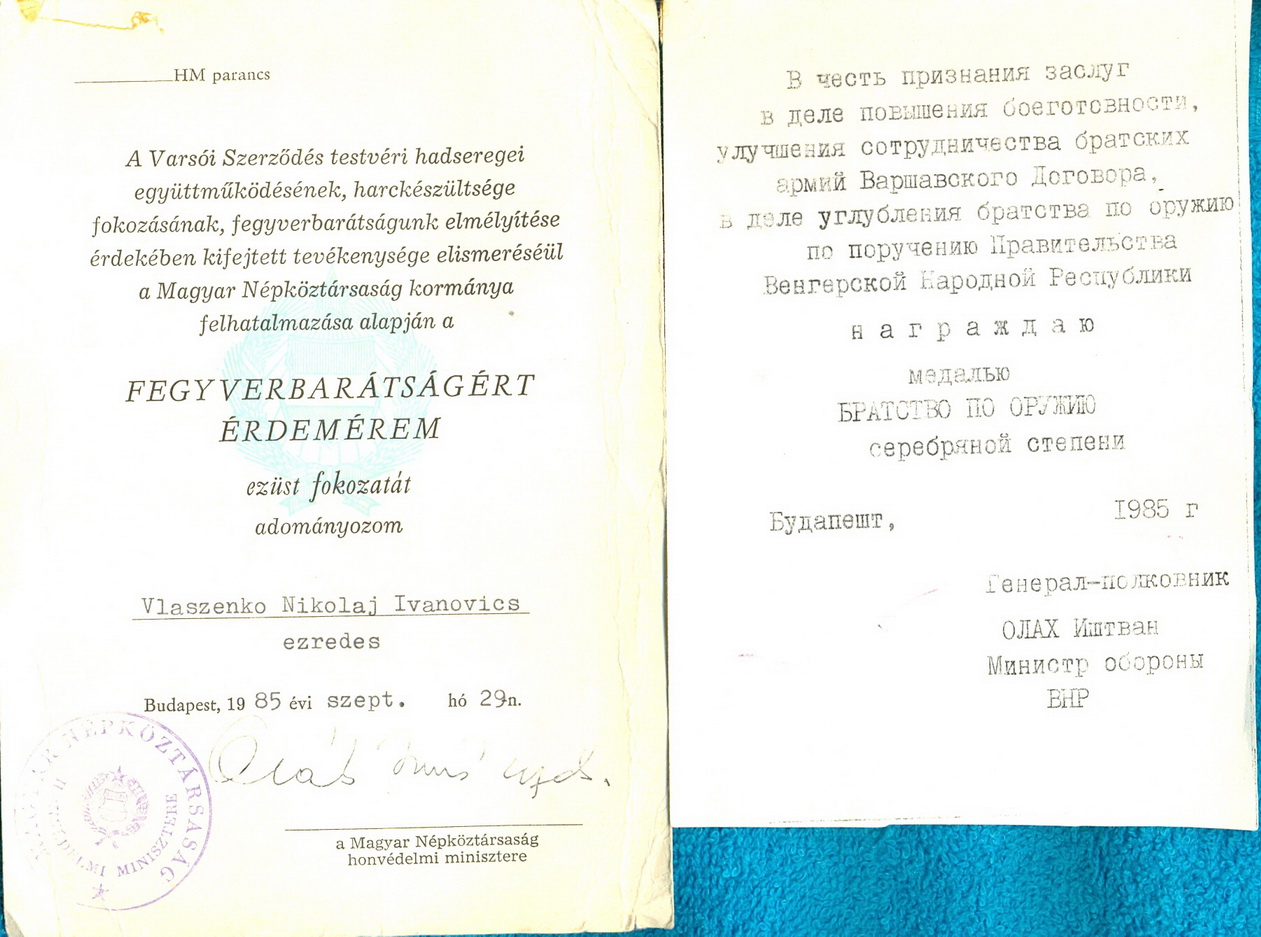 HM parancs
A Varsói Szerződés testvéri hadseregei
együttműködésének, harckészültsége
fokozásának, fegyverbarátságunk elmélyítése
érdekében kifejtett tevékenysége elismeréséül
a Magyar Népköztársaság kormánya
felhatalmazása alapján a
FEGYVERBARÁTSÁGÉRT
ÉRDEMÉREM
ezüst fokozatát
adományozom
Vlaszenko Nikolaj Ivanovics
ezredes
Budapest, 1985 évi szept. hó 29n.
NÉPKÖZTÁRSASÁG
MINISZTERE
a Magyar Népköztársaság
honvédelmi minisztere
В честь признания заслуг
в деле повышения боеготовности,
улучшения сотрудничества братских
армий Варшавского Договора,
в деле углубления братства по оружию
по поручению Правительства
Венгерской Народной Республики
н а г р а ж д а ю
медалью
БРАТСТВО ПО ОРУЖИЮ
серебряной степени
Будапешт, 1985 г
Генерал-полковник
ОЛАХ Иштван
Министр обороны
ВНР